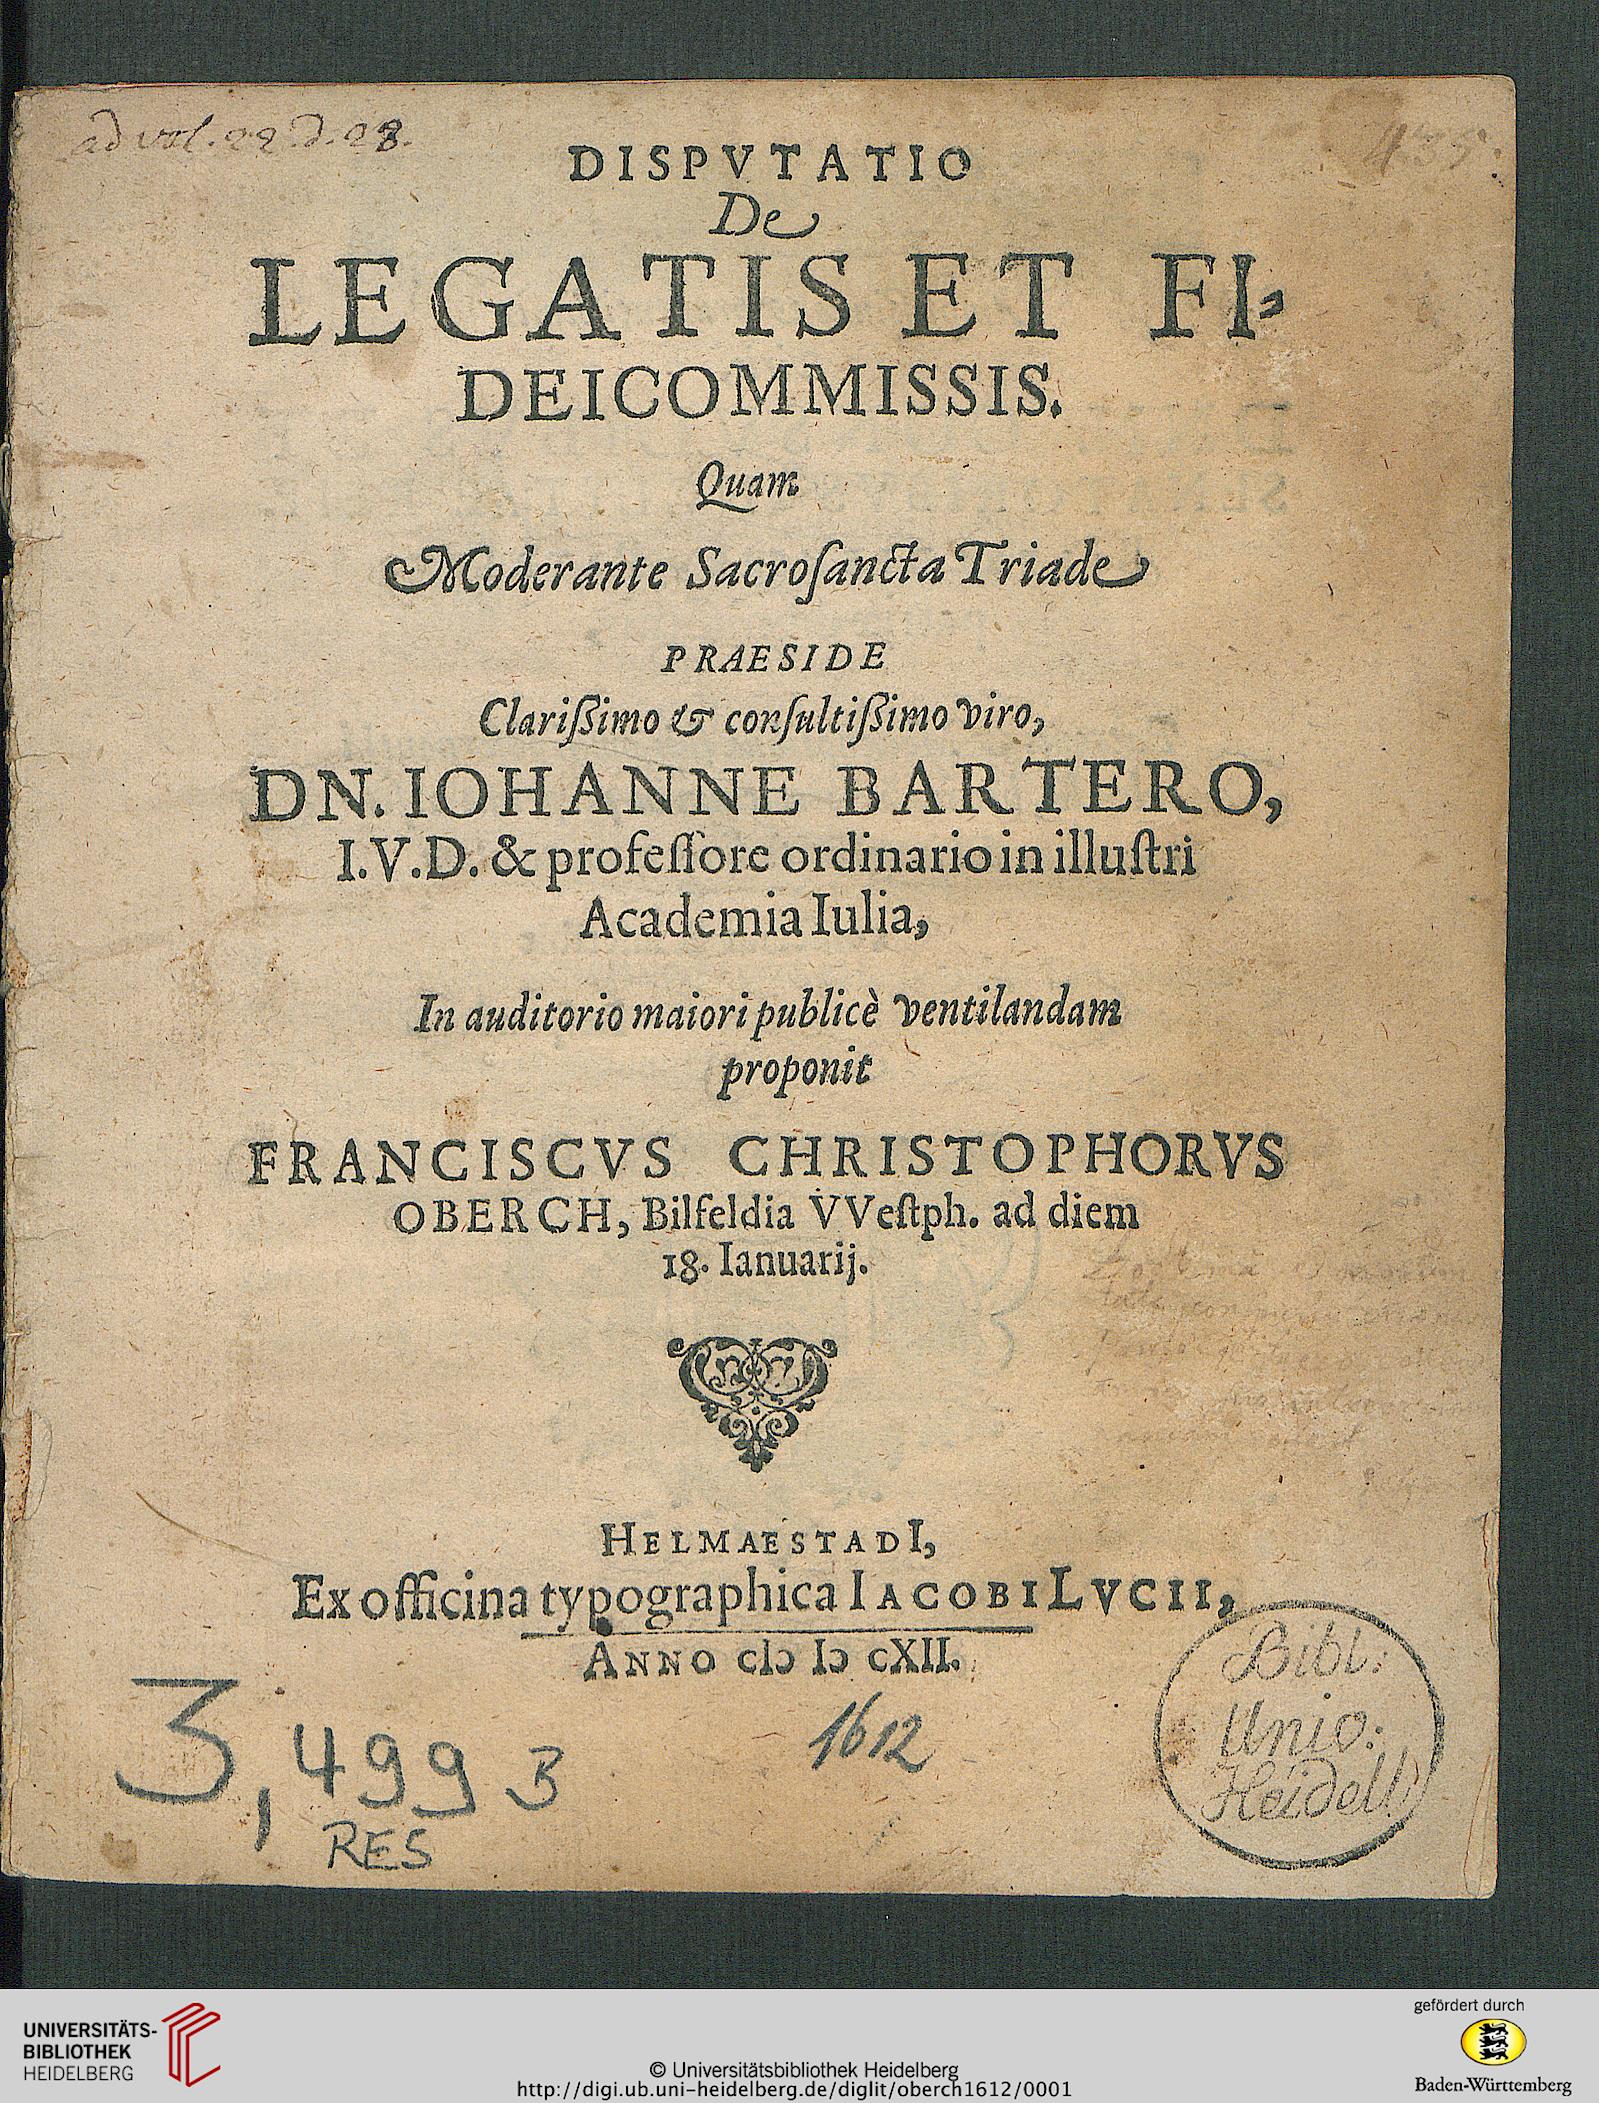 ad vol. 22. d. 28.
435.
DISPVTATIO
De
LEGATIS ET FI-
DEICOMMISSIS.
Quam
Moderante Sacroſancta Triade
PRAESIDE
Clarißimo & conſultißimo viro,
DN. IOHANNE BARTERO,
I.V.D. & profeſſore ordinario in illuſtri
Academia Iulia,
In auditorio maiori publicè ventilandam
proponit
FRANCISCVS CHRISTOPHORVS
OBERCH, Bilfeldia VVeſtph. ad diem
18. Ianuarij.
HELMAESTADI,
Ex officina typographica IACOBI LVCII,
ANNO cIↄ Iↄ cXII.
1612
3,499 B
RES
Bibl.
Univ:
Heidelb.
UNIVERSITÄTS-
BIBLIOTHEK
HEIDELBERG
© Universitätsbibliothek Heidelberg
http://digi.ub.uni-heidelberg.de/diglit/oberch1612/0001
gefördert durch
Baden-Württemberg